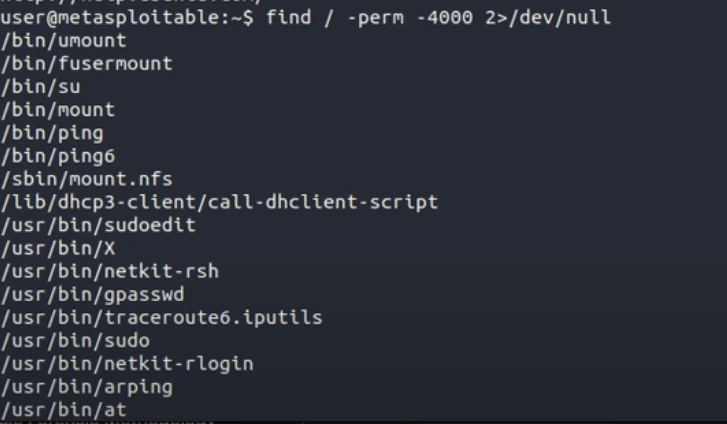 user@metasploitable:~$ find / -perm -4000 2>/dev/null
/bin/umount
/bin/fusermount
/bin/su
/bin/mount
/bin/ping
/bin/ping6
/sbin/mount.nfs
/lib/dhcp3-client/call-dhclient-script
/usr/bin/sudoedit
/usr/bin/X
/usr/bin/netkit-rsh
/usr/bin/gpasswd
/usr/bin/traceroute6.iputils
/usr/bin/sudo
/usr/bin/netkit-rlogin
/usr/bin/arping
/usr/bin/at